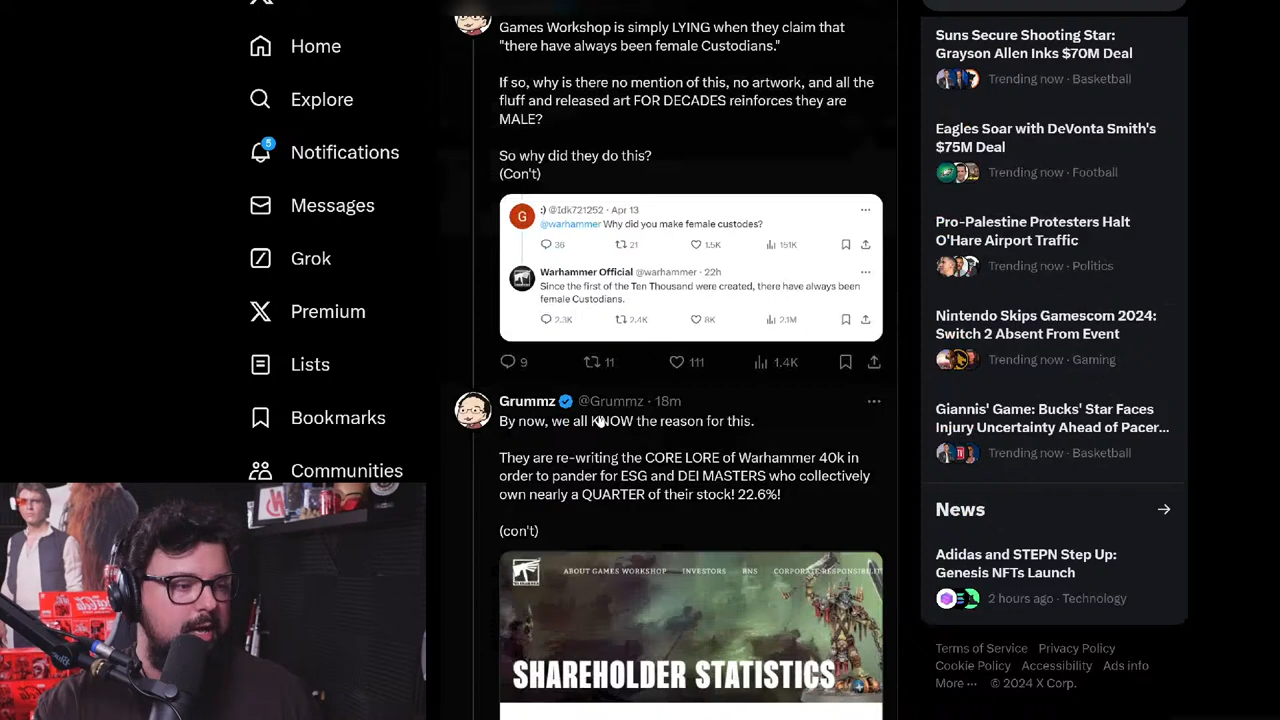 Home
Explore
5
Notifications
Messages
Grok
Premium
Lists
Bookmarks
Communities
Games Workshop is simply LYING when they claim that
"there have always been female Custodians."
If so, why is there no mention of this, no artwork, and all the
fluff and released art FOR DECADES reinforces they are
MALE?
So why did they do this?
(Con't)
G
:) @Idk721252 · Apr 13
@warhammer Why did you make female custodes?
36 21 1.5K 151K
Warhammer Official @warhammer · 22h
Since the first of the Ten Thousand were created, there have always been
female Custodians.
2.3K 2.4K 8K 2.1M
9 11 111 1.4K
Grummz @Grummz · 18m
By now, we all KNOW the reason for this.
They are re-writing the CORE LORE of Warhammer 40k in
order to pander for ESG and DEI MASTERS who collectively
own nearly a QUARTER of their stock! 22.6%!
(con't)
ABOUT GAMES WORKSHOP INVESTORS RNS CORPORATE RESPONSIBILIT
SHAREHOLDER STATISTICS
Suns Secure Shooting Star:
Grayson Allen Inks $70M Deal
Trending now · Basketball
Eagles Soar with DeVonta Smith's
$75M Deal
Trending now · Football
Pro-Palestine Protesters Halt
O'Hare Airport Traffic
Trending now · Politics
Nintendo Skips Gamescom 2024:
Switch 2 Absent From Event
Trending now · Gaming
Giannis' Game: Bucks' Star Faces
Injury Uncertainty Ahead of Pacer...
Trending now · Basketball
News
Adidas and STEPN Step Up:
Genesis NFTs Launch
2 hours ago · Technology
Terms of Service Privacy Policy
Cookie Policy Accessibility Ads info
More ··· © 2024 X Corp.
Coca-Cola